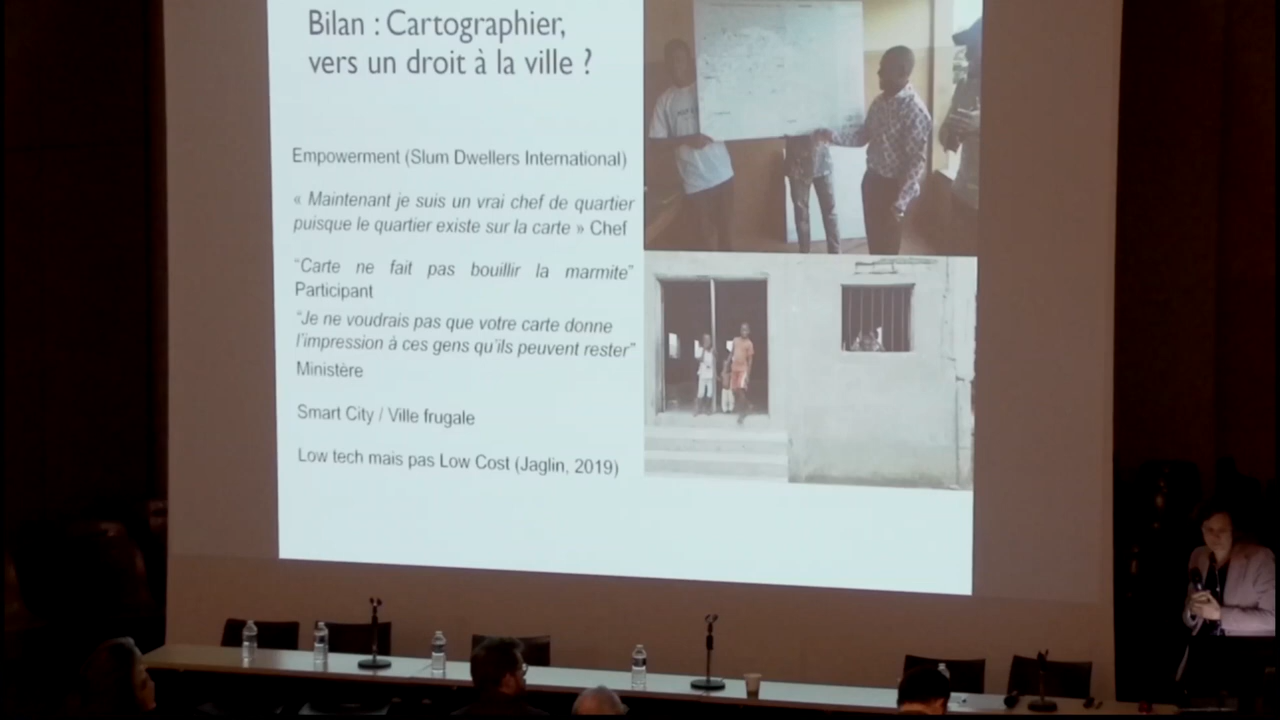 Bilan : Cartographier,
vers un droit à la ville ?
Empowerment (Slum Dwellers International)
« Maintenant je suis un vrai chef de quartier
puisque le quartier existe sur la carte » Chef
“Carte ne fait pas bouillir la marmite”
Participant
“Je ne voudrais pas que votre carte donne
l’impression à ces gens qu’ils peuvent rester”
Ministère
Smart City / Ville frugale
Low tech mais pas Low Cost (Jaglin, 2019)